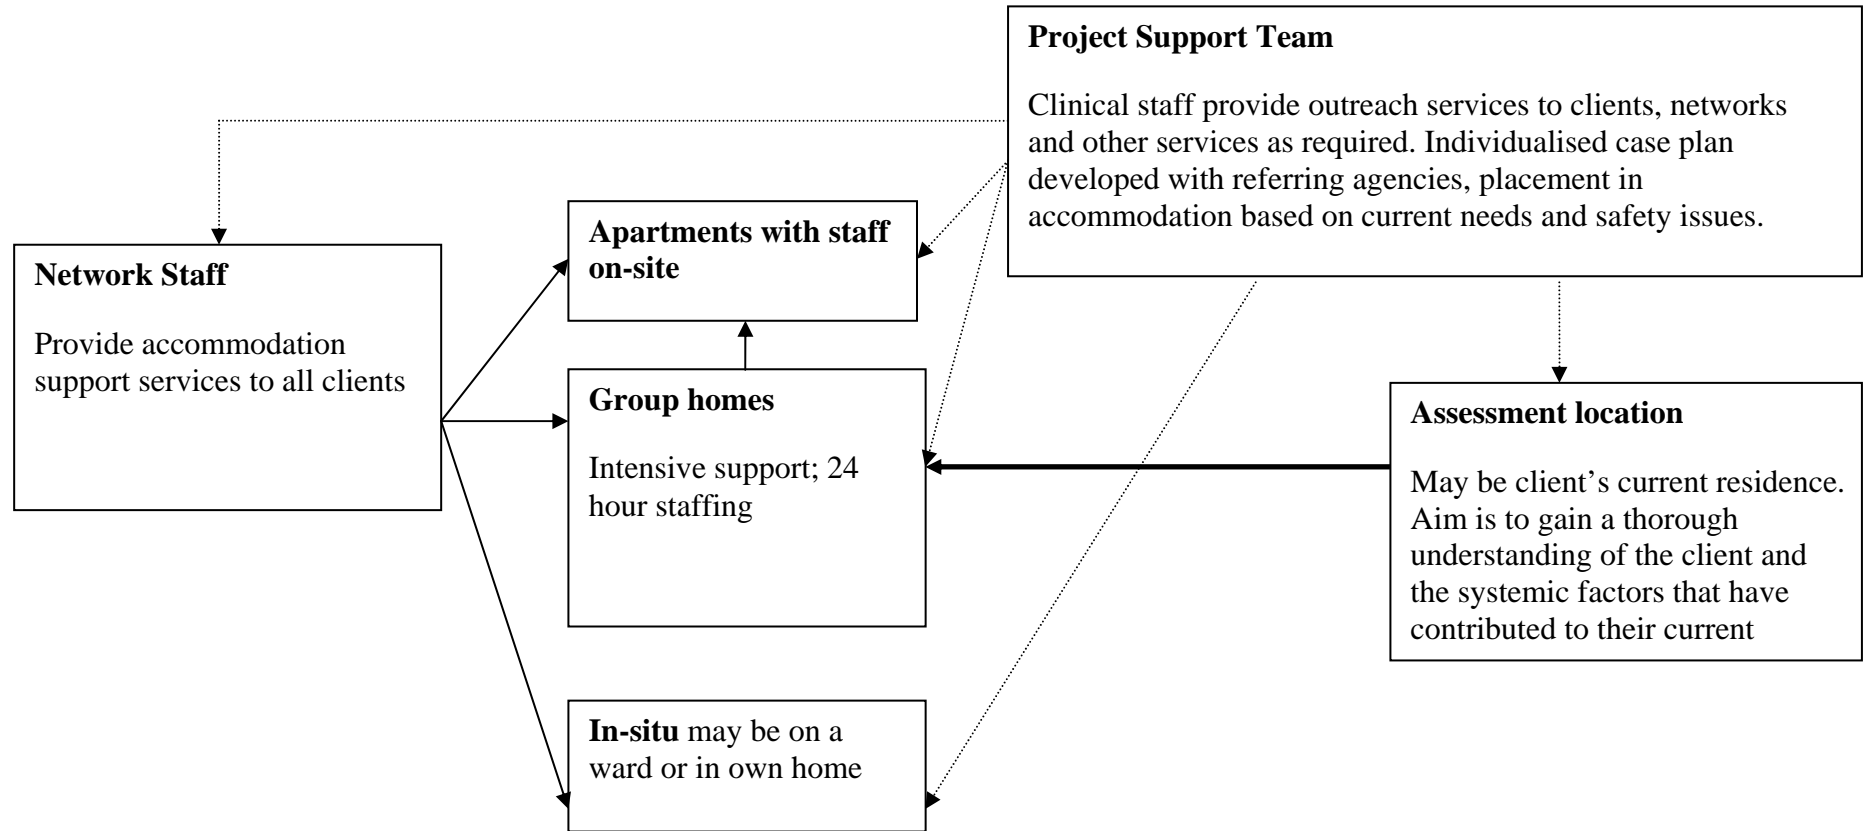 Project Support Team
Clinical staff provide outreach services to clients, networks
and other services as required. Individualised case plan
developed with referring agencies, placement in
accommodation based on current needs and safety issues.
Network Staff
Provide accommodation
support services to all clients
Apartments with staff
on-site
Group homes
Intensive support; 24
hour staffing
In-situ may be on a
ward or in own home
Assessment location
May be client’s current residence.
Aim is to gain a thorough
understanding of the client and
the systemic factors that have
contributed to their current